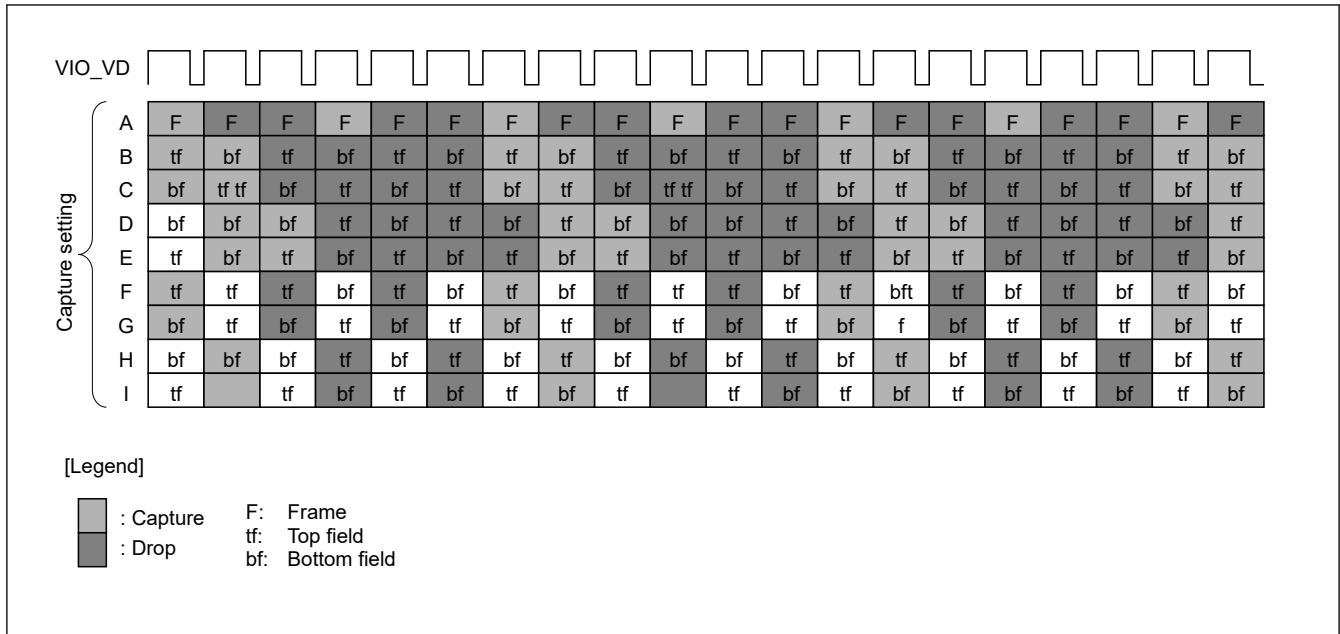 VIO_VD
Capture setting
A F F F F F F F F F F F F F F F F F F F F
B tf bf tf bf tf bf tf bf tf bf tf bf tf bf tf bf tf bf tf bf
C bf tf tf bf tf bf tf bf tf bf tf tf bf tf bf tf bf tf bf tf bf tf
D bf bf bf tf bf tf bf tf bf bf bf tf bf tf bf tf bf tf bf tf
E tf bf tf bf tf bf tf bf tf bf tf bf tf bf tf bf tf bf tf bf
F tf tf tf bf tf bf tf bf tf tf tf bf tf bft tf bf tf bf tf bf
G bf tf bf tf bf tf bf tf bf tf bf tf bf f bf tf bf tf bf tf
H bf bf bf tf bf tf bf tf bf bf bf tf bf tf bf tf bf tf bf tf
I tf tf bf tf bf tf bf tf tf bf tf bf tf bf tf bf tf bf
[Legend]
: Capture
: Drop
F: Frame
tf: Top field
bf: Bottom field